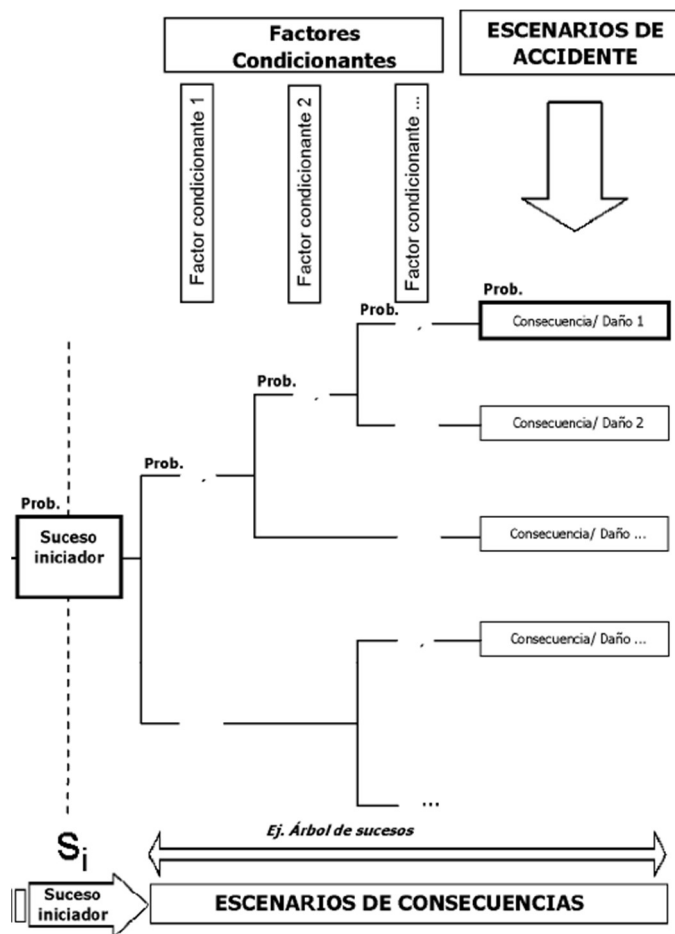 Factores
Condicionantes
ESCENARIOS DE
ACCIDENTE
Factor condicionante 1
Factor condicionante 2
Factor condicionante ...
Prob.
Prob.
Consecuencia/ Daño 1
Prob.
Consecuencia/ Daño 2
Prob.
Prob.
Suceso
iniciador
Consecuencia/ Daño ...
Consecuencia/ Daño ...
...
Ej. Árbol de sucesos
Si
Suceso
iniciador
ESCENARIOS DE CONSECUENCIAS